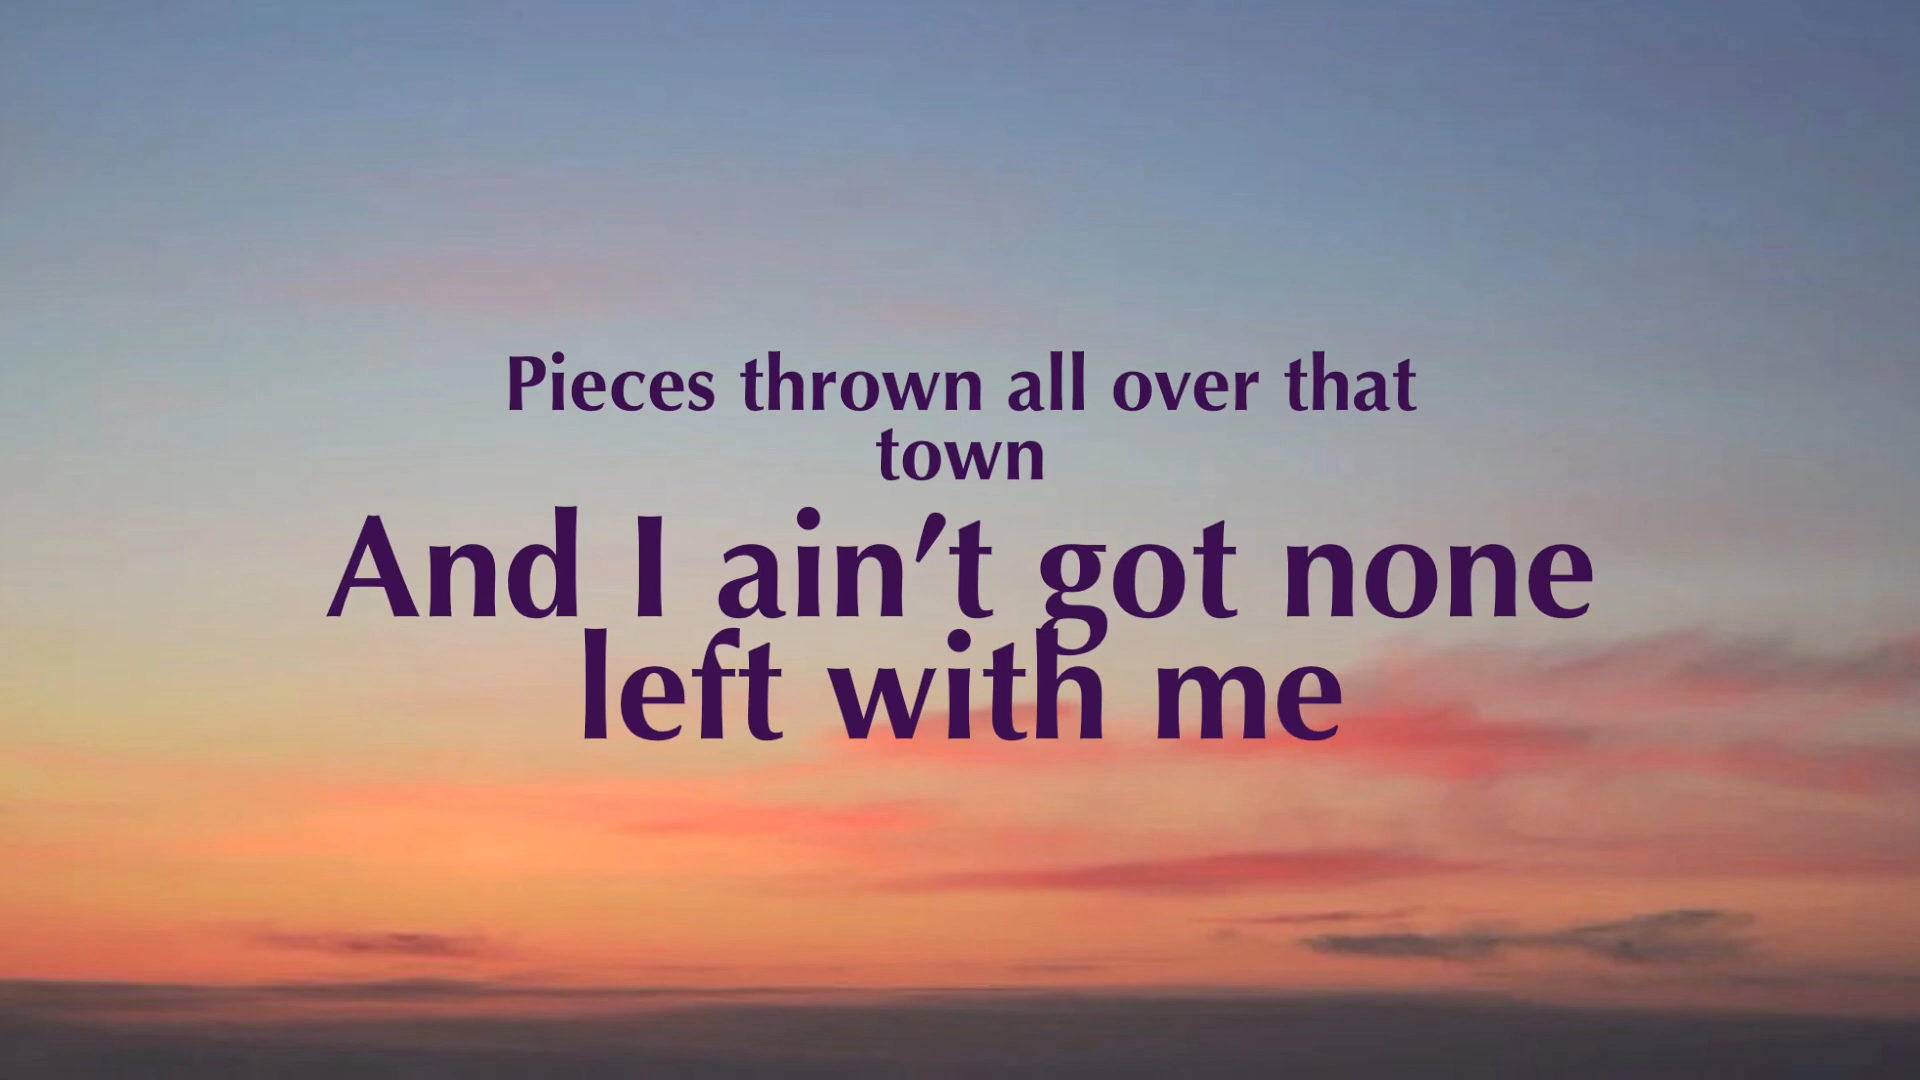 Pieces thrown all over that
town
And I ain’t got none
left with me